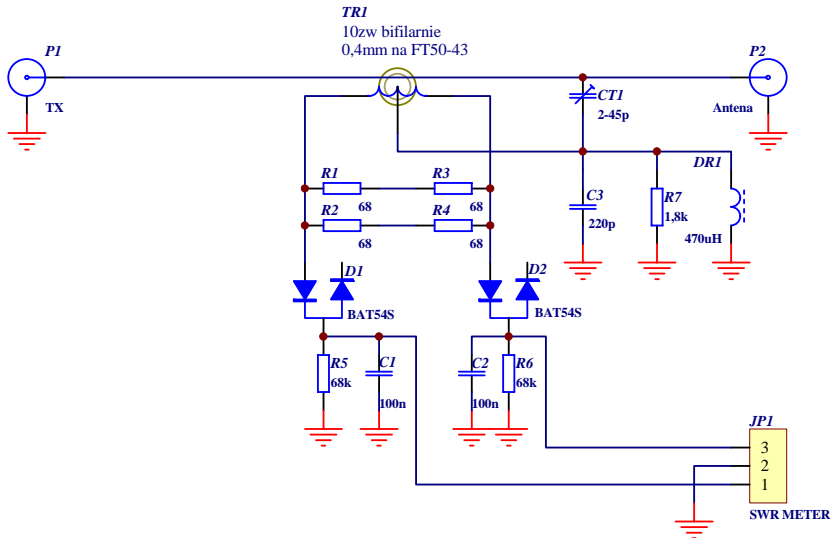 TR1
10zw bifilarnie
0,4mm na FT50-43
P1
TX
P2
Antena
CT1
2-45p
R1
68
R3
68
R2
68
R4
68
C3
220p
R7
1,8k
DR1
470uH
D1
BAT54S
D2
BAT54S
R5
68k
C1
100n
C2
100n
R6
68k
JP1
3
2
1
SWR METER